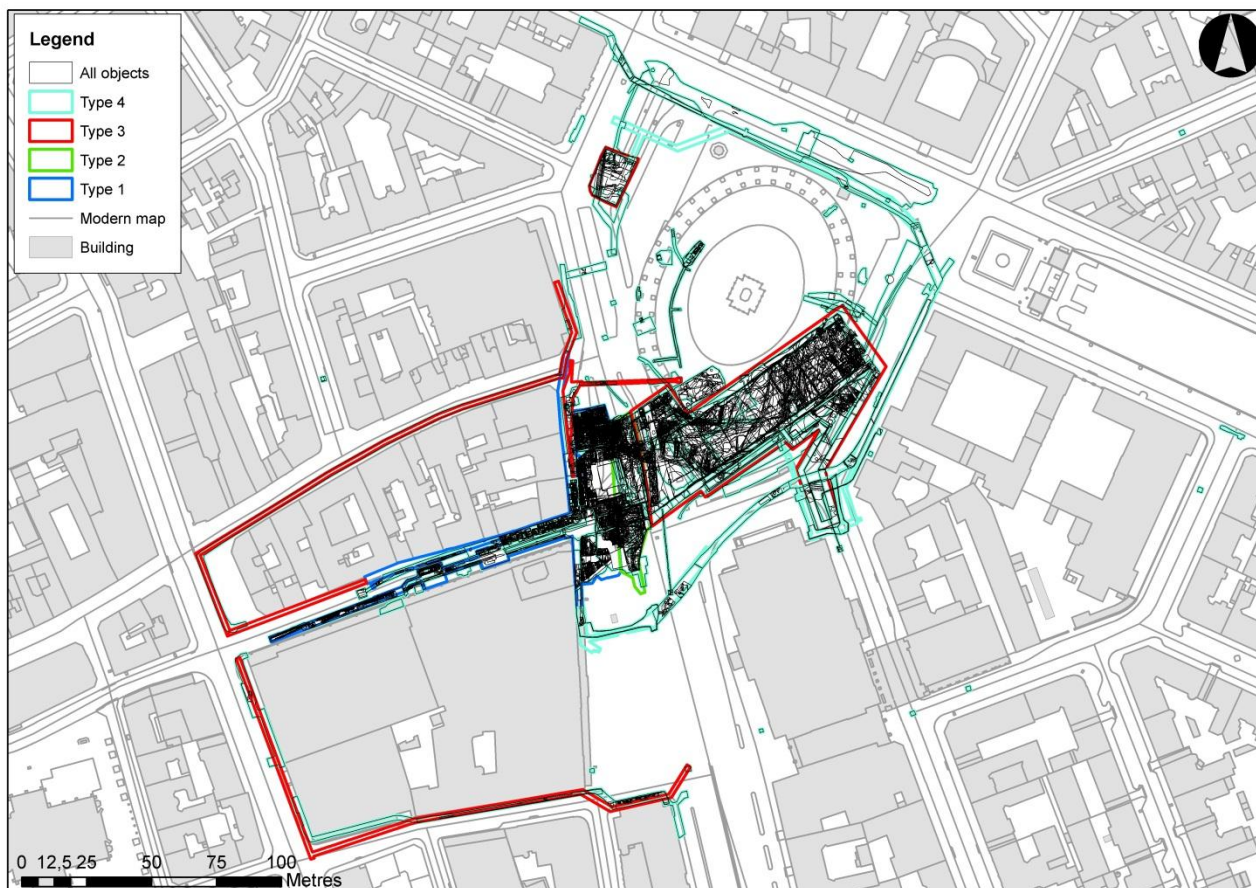 Legend
All objects
Type 4
Type 3
Type 2
Type 1
Modern map
Building
0 12,5 25 50 75 100
Metres